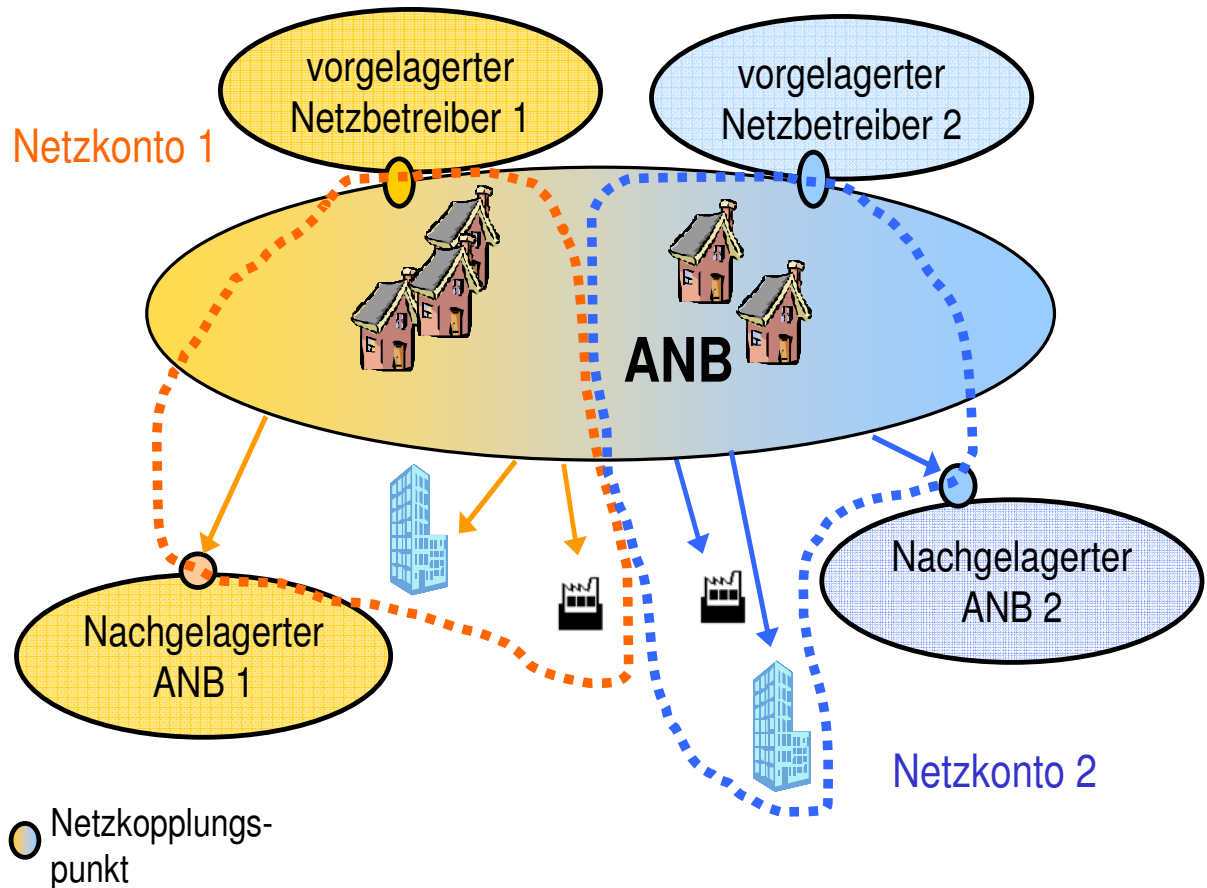 vorgelagerter
Netzbetreiber 1
vorgelagerter
Netzbetreiber 2
Netzkonto 1
ANB
Nachgelagerter
ANB 1
Nachgelagerter
ANB 2
Netzkonto 2
Netzkopplungs-
punkt